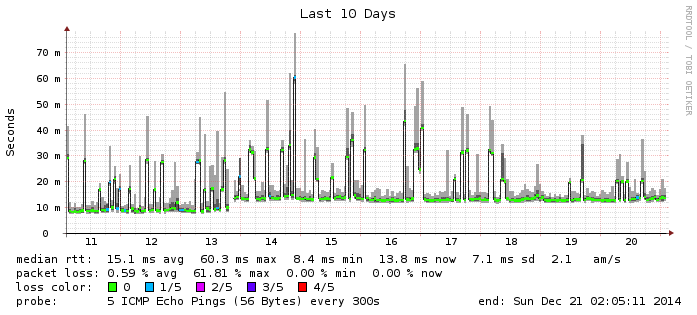 Last 10 Days
RRDTOOL / TOBI OETIKER
Seconds
70 m
60 m
50 m
40 m
30 m
20 m
10 m
0
11 12 13 14 15 16 17 18 19 20
median rtt: 15.1 ms avg 60.3 ms max 8.4 ms min 13.8 ms now 7.1 ms sd 2.1 am/s
packet loss: 0.59 % avg 61.81 % max 0.00 % min 0.00 % now
loss color: 0 1/5 2/5 3/5 4/5
probe: 5 ICMP Echo Pings (56 Bytes) every 300s end: Sun Dec 21 02:05:11 2014